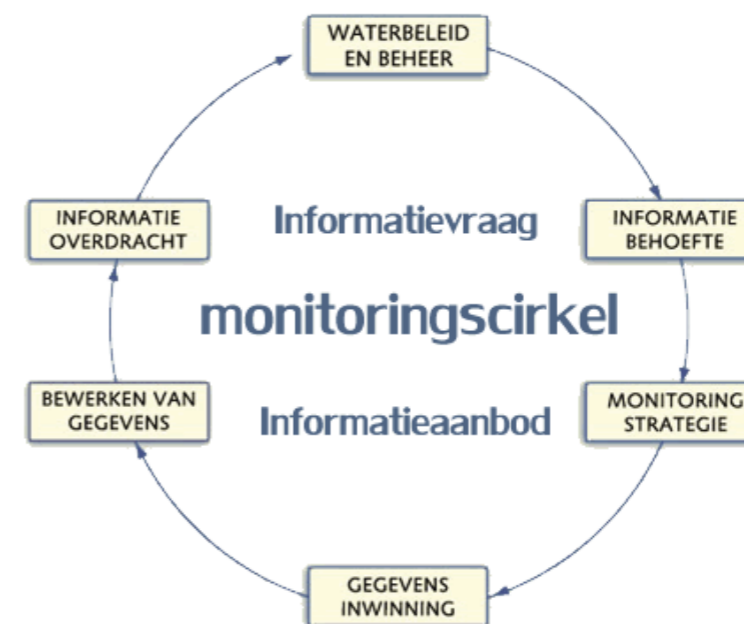 WATERBELEID
EN BEHEER
INFORMATIE
OVERDRACHT
Informatievraag
INFORMATIE
BEHOEFTE
monitoringscirkel
BEWERKEN VAN
GEGEVENS
Informatieaanbod
MONITORING
STRATEGIE
GEGEVENS
INWINNING